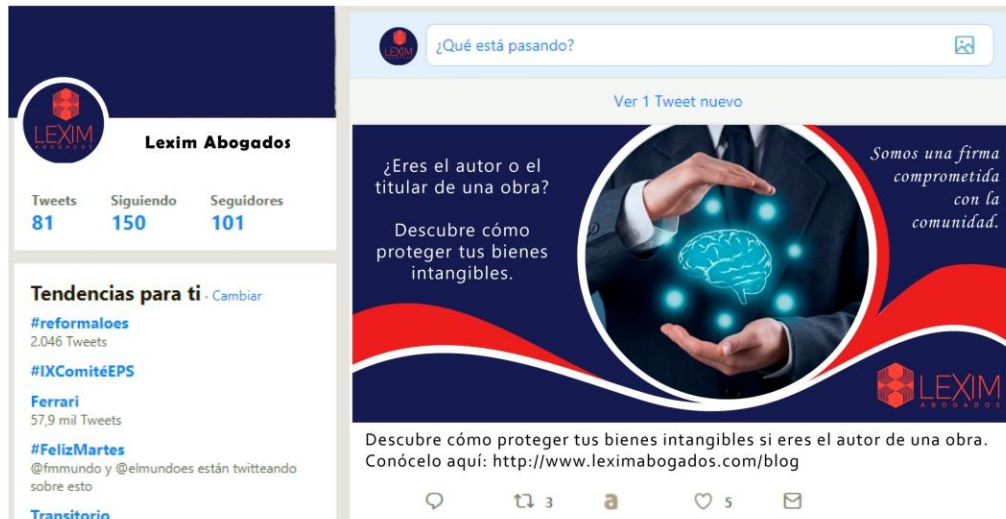 LEXIM
ABOGADOS
Lexim Abogados
Tweets Siguiendo Seguidores
81 150 101
Tendencias para ti · Cambiar
#reformaloes
2.046 Tweets
#IXComitéEPS
Ferrari
57,9 mil Tweets
#FelizMartes
@fmmundo y @elmundoes están twitteando
sobre esto
Transitorio
LEXIM
¿Qué está pasando?
Ver 1 Tweet nuevo
¿Eres el autor o el
titular de una obra?
Descubre cómo
proteger tus bienes
intangibles.
Somos una firma
comprometida
con la
comunidad.
LEXIM
ABOGADOS
Descubre cómo proteger tus bienes intangibles si eres el autor de una obra.
Conócelo aquí: http://www.leximabogados.com/blog
3 a 5